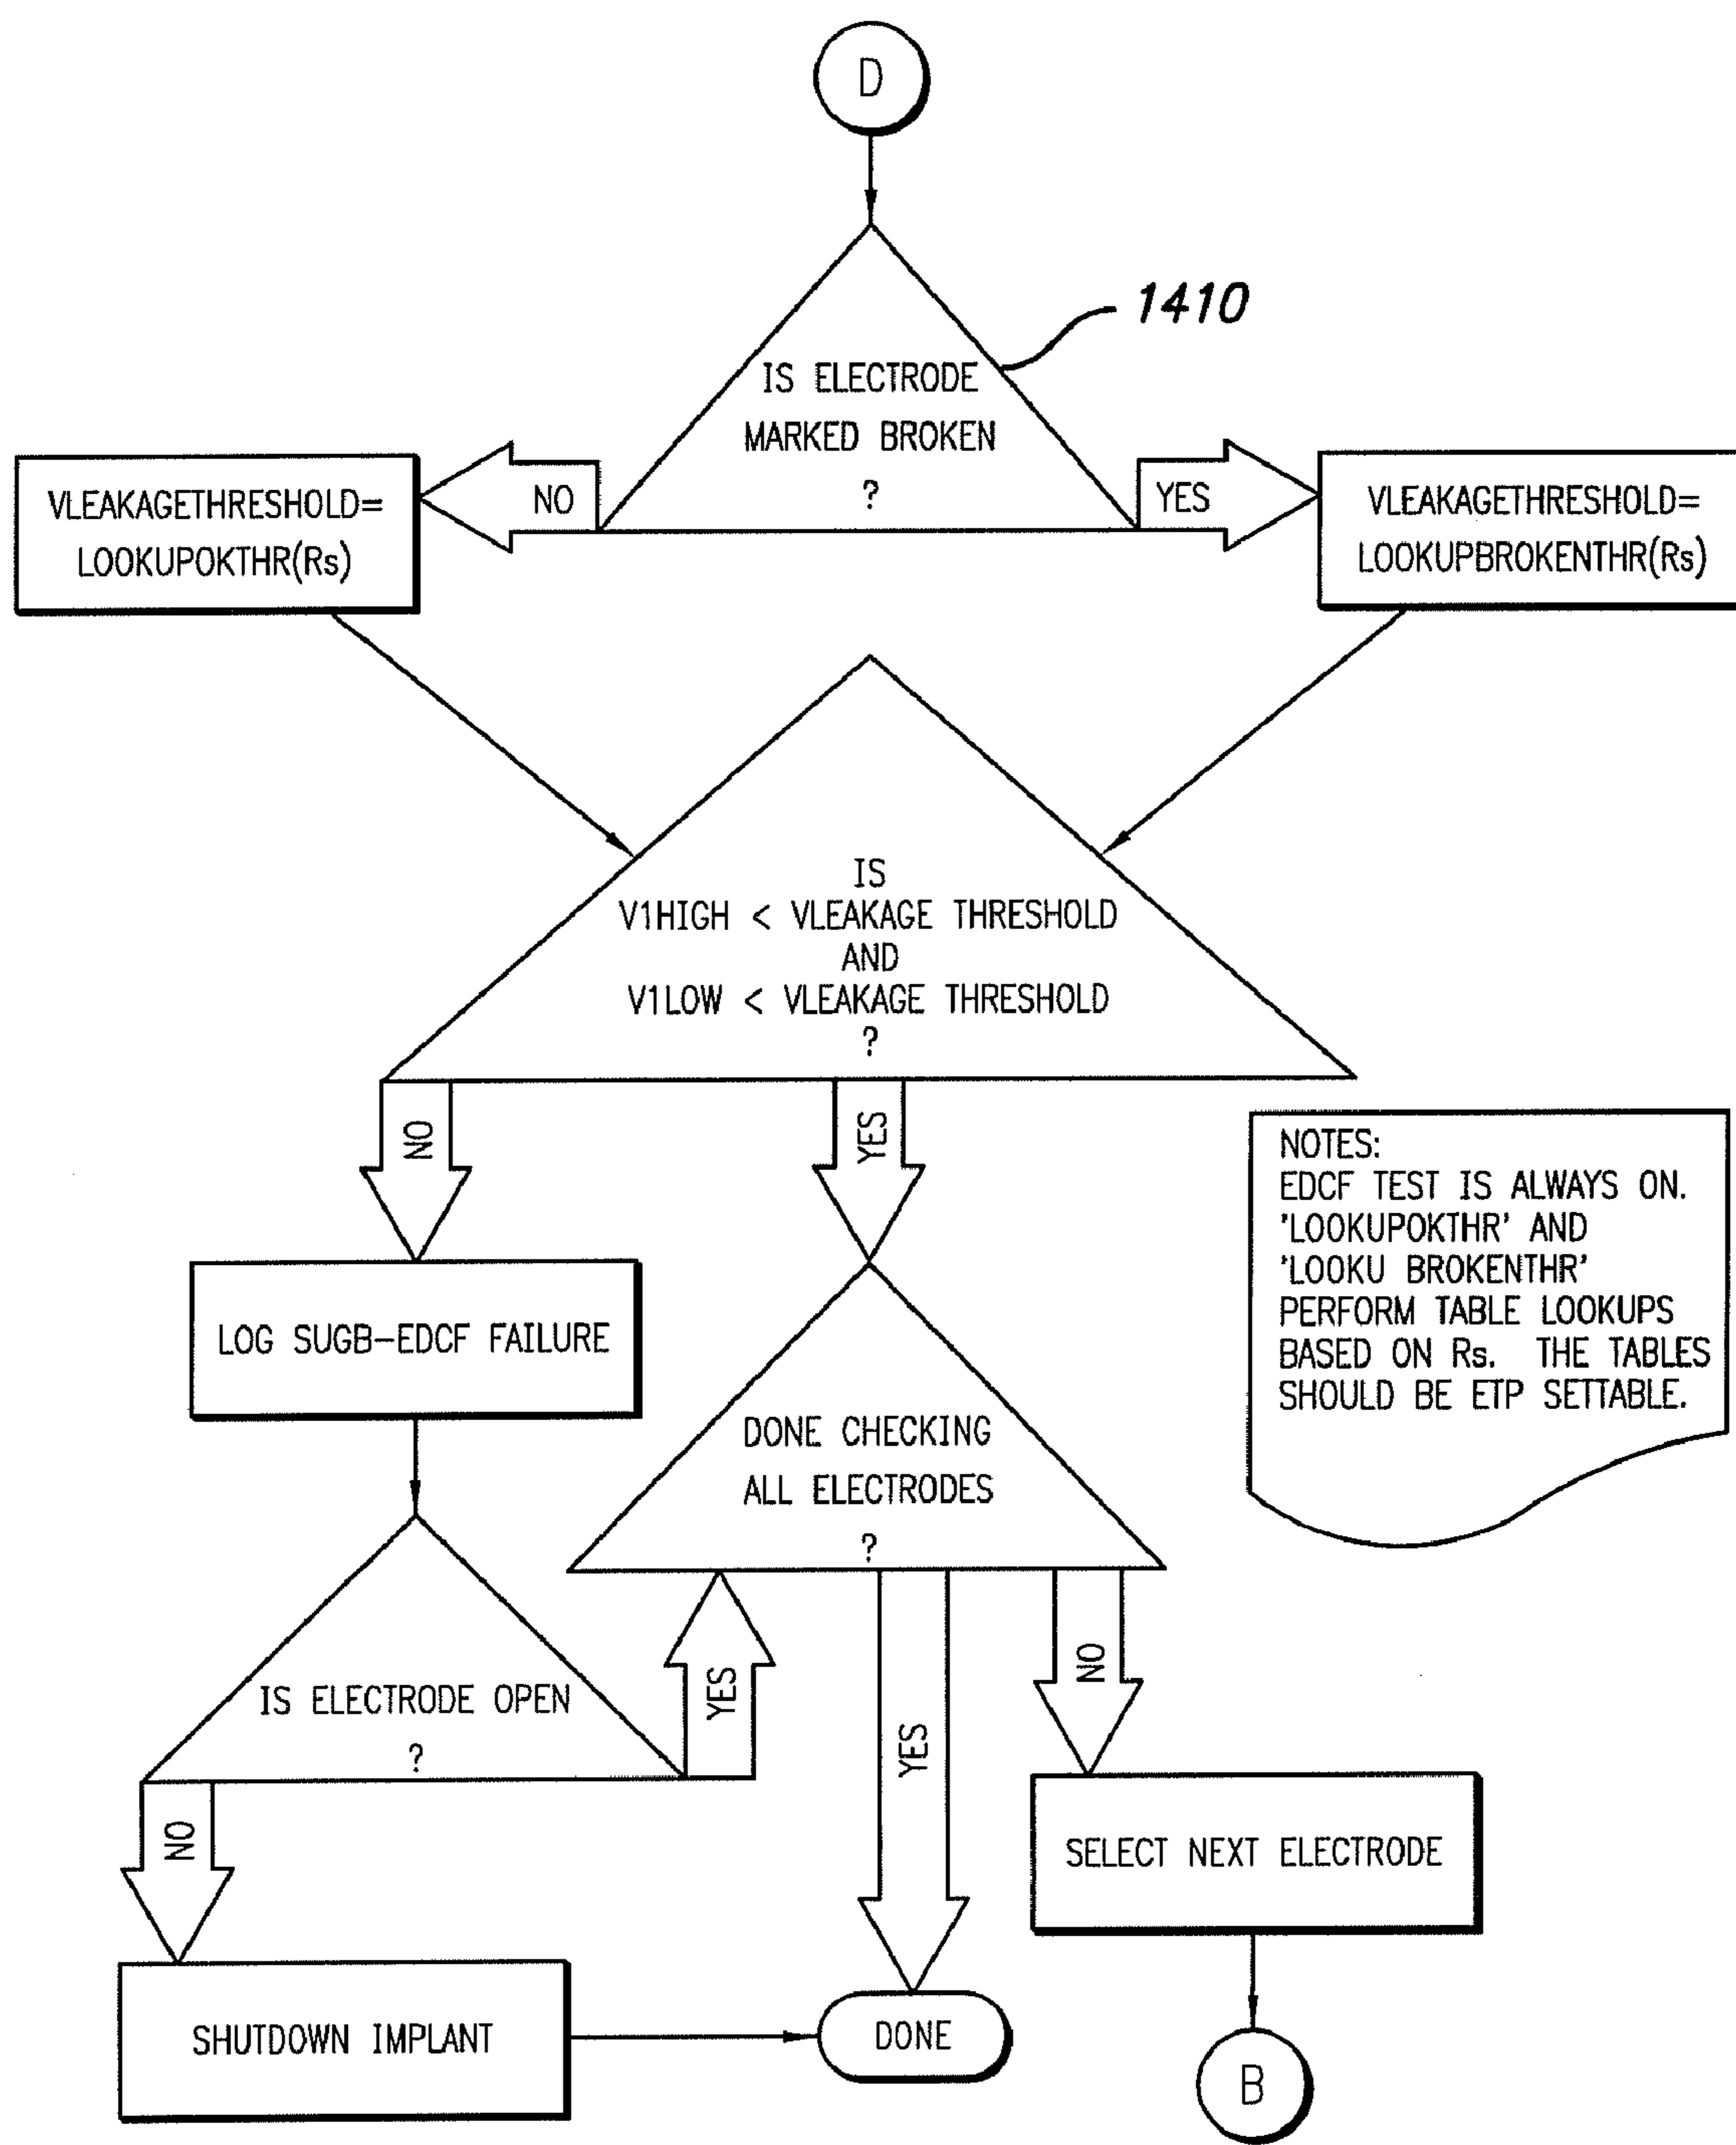 D
1410
IS ELECTRODE
MARKED BROKEN
?
NO
YES
VLEAKAGETHRESHOLD=
LOOKUPOKTHR(Rs)
VLEAKAGETHRESHOLD=
LOOKUPBROKENTHR(Rs)
IS
V1HIGH < VLEAKAGE THRESHOLD
AND
V1LOW < VLEAKAGE THRESHOLD
?
NO
YES
NOTES:
EDCF TEST IS ALWAYS ON.
'LOOKUPOKTHR' AND
'LOOKU BROKENTHR'
PERFORM TABLE LOOKUPS
BASED ON Rs. THE TABLES
SHOULD BE ETP SETTABLE.
LOG SUGB-EDCF FAILURE
DONE CHECKING
ALL ELECTRODES
?
IS ELECTRODE OPEN
?
YES
NO
YES
NO
SELECT NEXT ELECTRODE
SHUTDOWN IMPLANT
DONE
B